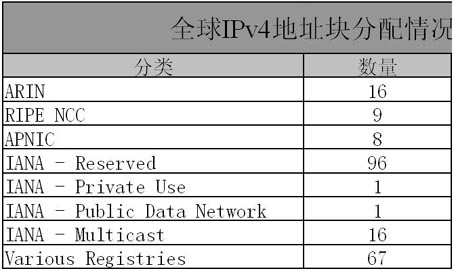 全球IPv4地址块分配情况
分类 数量
ARIN 16
RIPE NCC 9
APNIC 8
IANA - Reserved 96
IANA - Private Use 1
IANA - Public Data Network 1
IANA - Multicast 16
Various Registries 67